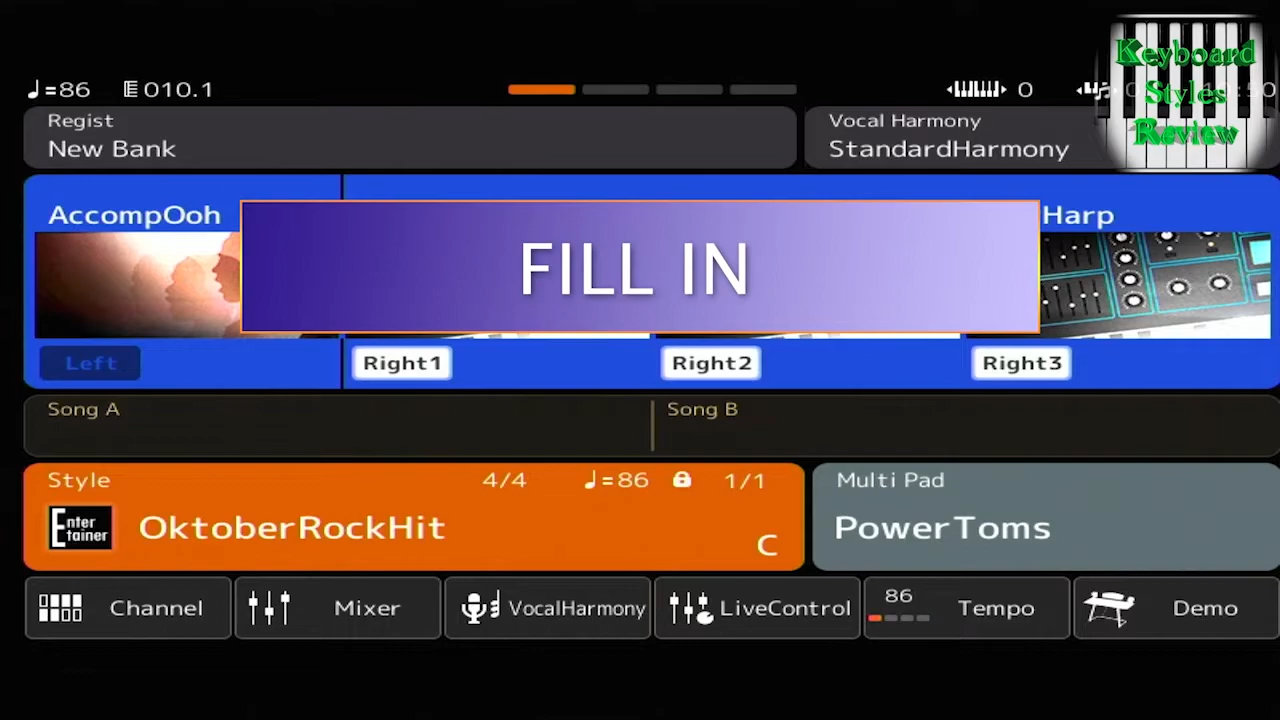 ♩=86
010.1
0
Keyboard
Styles
Review
Regist
New Bank
Vocal Harmony
StandardHarmony
AccompOoh
Harp
FILL IN
Left
Right1
Right2
Right3
Song A
Song B
Style
4/4
♩=86
1/1
Enter
tainer
OktoberRockHit
C
Multi Pad
PowerToms
Channel
Mixer
VocalHarmony
LiveControl
86
Tempo
Demo